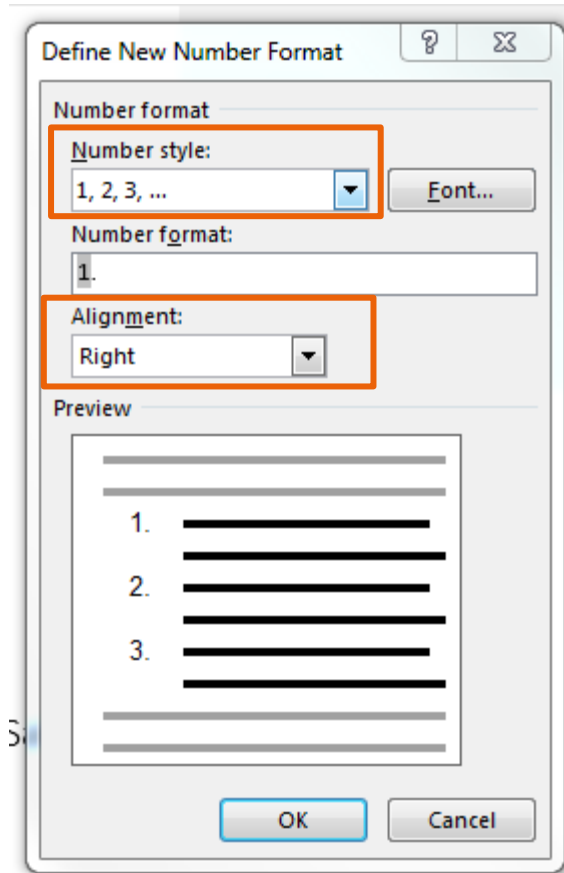 Define New Number Format
Number format
Number style:
1, 2, 3, ...
Font...
Number format:
1.
Alignment:
Right
Preview
1.
2.
3.
OK Cancel